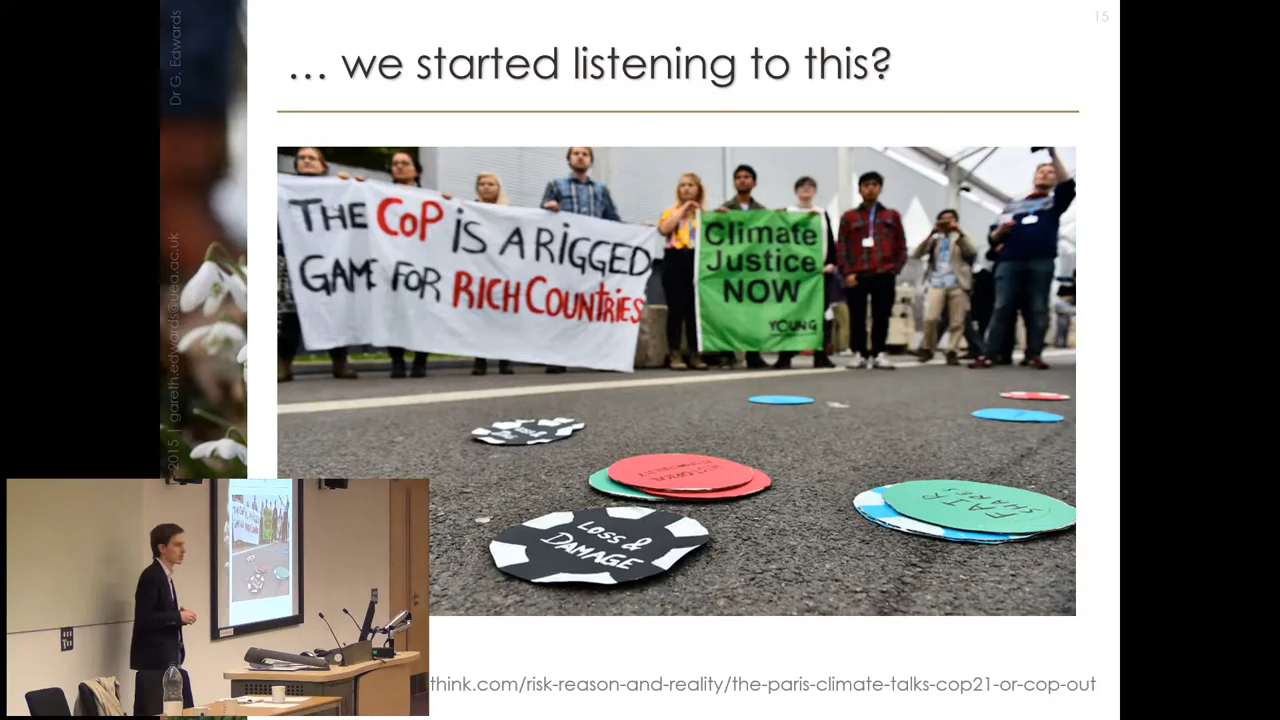 15
… we started listening to this?
Dr G. Edwards
2015 | gareth.edwards@uea.ac.uk
THE CoP iS A RiGGED
GAME FOR RICH COUNTRiES
Climate
Justice
NOW
YOUNG
HISTORICAL
FAIR
SHARES
LOSS &
DAMAGE
think.com/risk-reason-and-reality/the-paris-climate-talks-cop21-or-cop-out